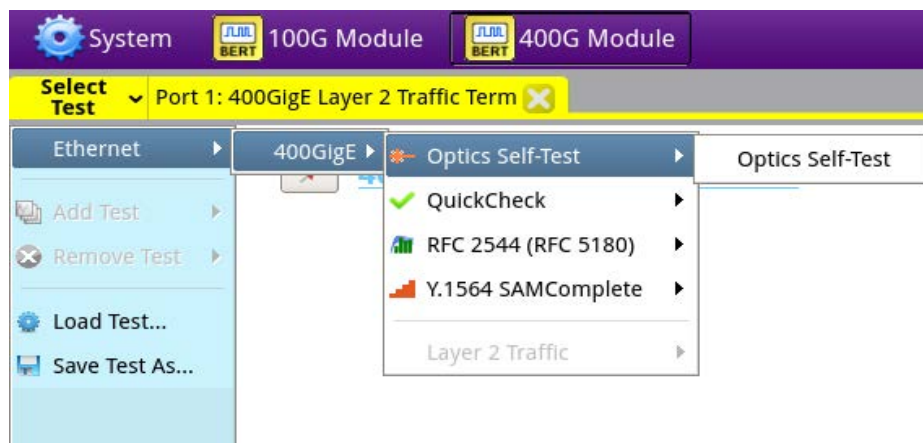 System
BERT
100G Module
BERT
400G Module
Select
Test
Port 1: 400GigE Layer 2 Traffic Term
Ethernet
400GigE
Optics Self-Test
Optics Self-Test
QuickCheck
Add Test
RFC 2544 (RFC 5180)
Remove Test
Y.1564 SAMComplete
Load Test...
Layer 2 Traffic
Save Test As...